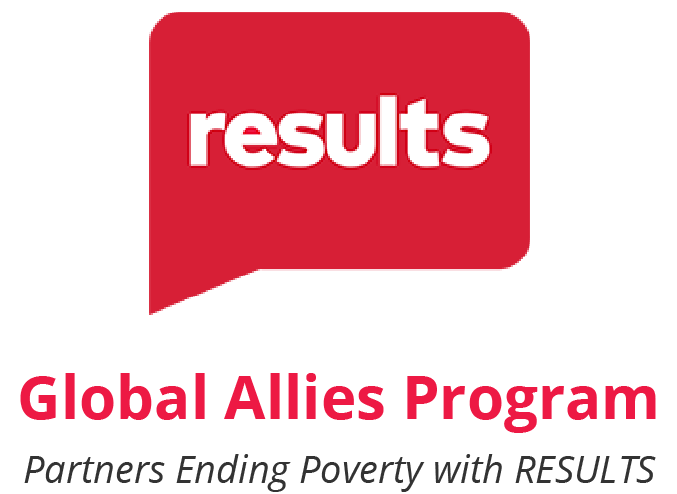 results
Global Allies Program
Partners Ending Poverty with RESULTS